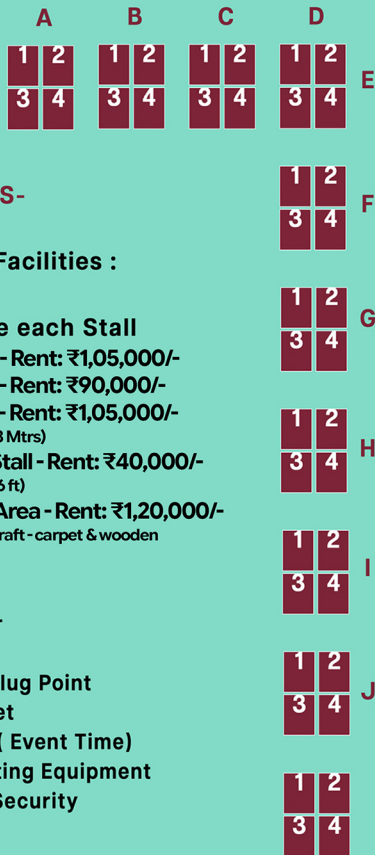 A B C D
1 2 1 2 1 2 1 2
E
3 4 3 4 3 4 3 4
1 2
S-
F
3 4
Facilities :
1 2
G
e each Stall
3 4
- Rent: ₹1,05,000/-
- Rent: ₹90,000/-
- Rent: ₹1,05,000/-
1 2
3 Mtrs)
H
Stall - Rent: ₹40,000/-
3 4
6 ft)
Area - Rent: ₹1,20,000/-
raft - carpet & wooden
1 2
I
3 4
1 2
lug Point
J
3 4
et
( Event Time)
ting Equipment
1 2
Security
3 4